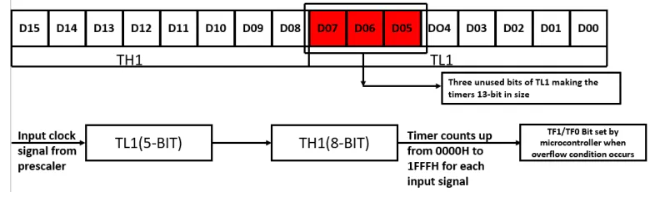 D15 D14 D13 D12 D11 D10 D09 D08 D07 D06 D05 DO4 D03 D02 D01 D00
TH1 TL1
Three unused bits of TL1 making the
timers 13-bit in size
Input clock
signal from
prescaler
TL1(5-BIT)
TH1(8-BIT)
Timer counts up
from 0000H to
1FFFH for each
input signal
TF1/TF0 Bit set by
microcontroller when
overflow condition occurs